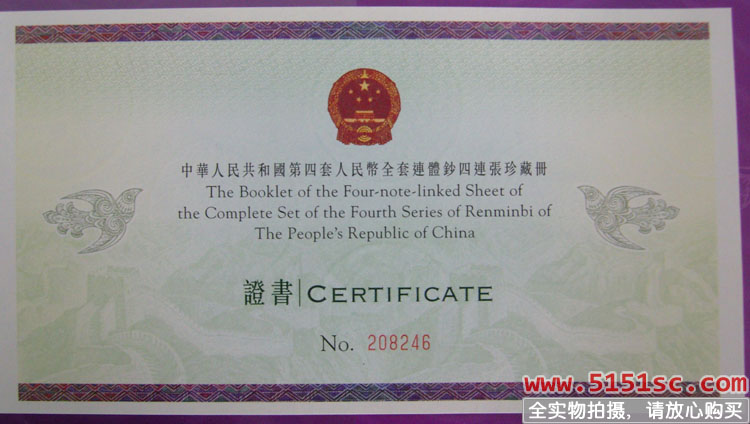 中華人民共和國第四套人民幣全套連體鈔四連張珍藏冊
The Booklet of the Four-note-linked Sheet of
the Complete Set of the Fourth Series of Renminbi of
The People's Republic of China
證書|CERTIFICATE
No. 208246
www.5151sc.com
全实物拍摄，请放心购买